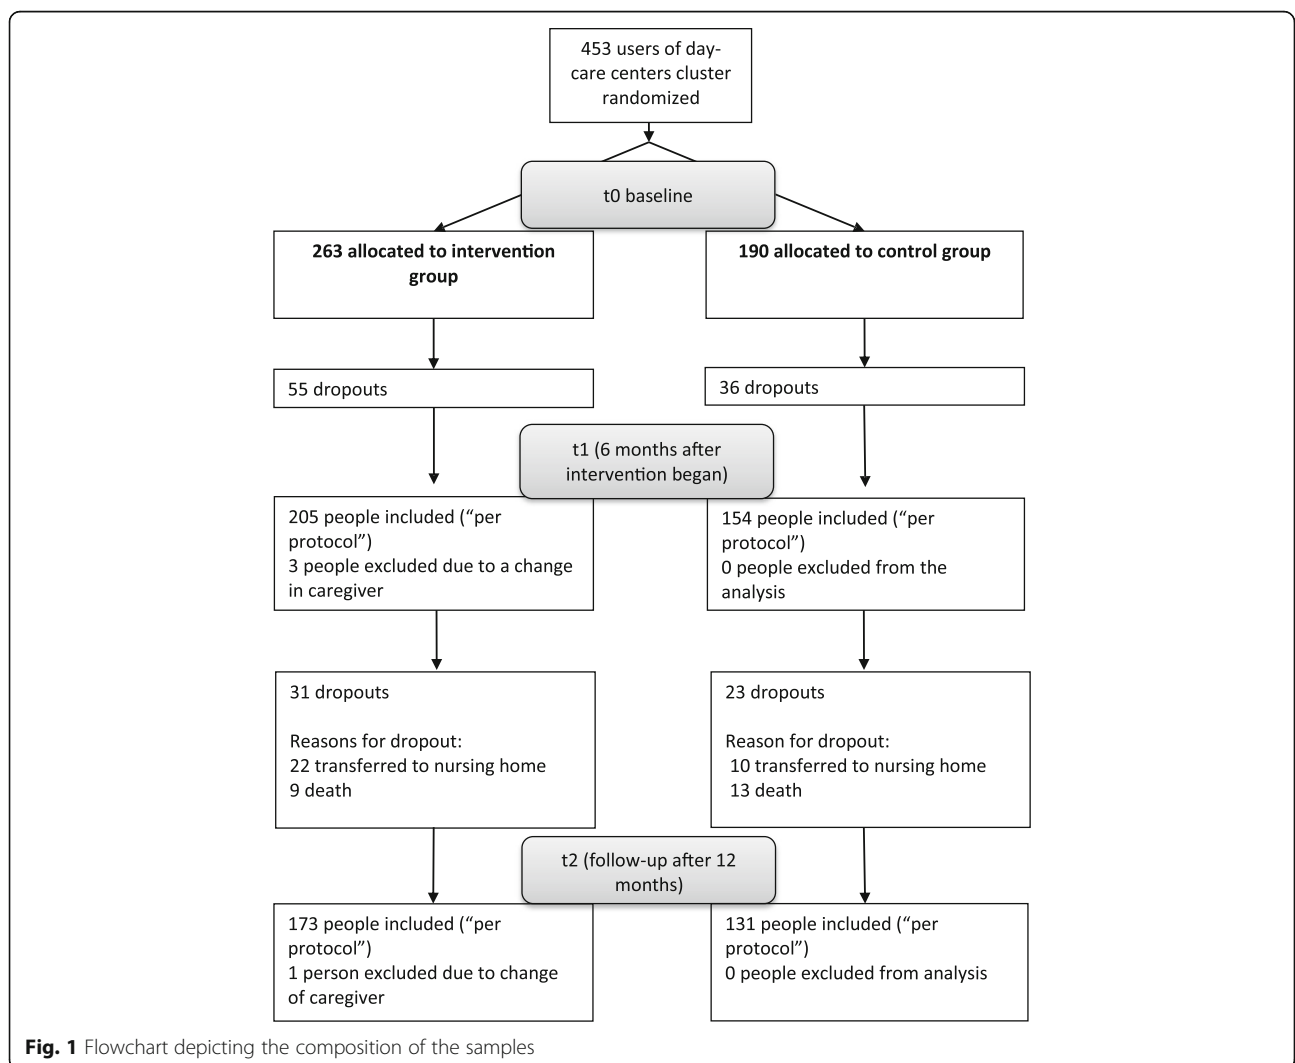 453 users of day-
care centers cluster
randomized
t0 baseline
263 allocated to intervention
group
190 allocated to control group
55 dropouts
36 dropouts
t1 (6 months after
intervention began)
205 people included (“per
protocol”)
3 people excluded due to a change
in caregiver
154 people included (“per
protocol”)
0 people excluded from the
analysis
31 dropouts
Reasons for dropout:
22 transferred to nursing home
9 death
23 dropouts
Reason for dropout:
10 transferred to nursing home
13 death
t2 (follow-up after 12
months)
173 people included (“per
protocol”)
1 person excluded due to change
of caregiver
131 people included (“per
protocol”)
0 people excluded from analysis
Fig. 1 Flowchart depicting the composition of the samples